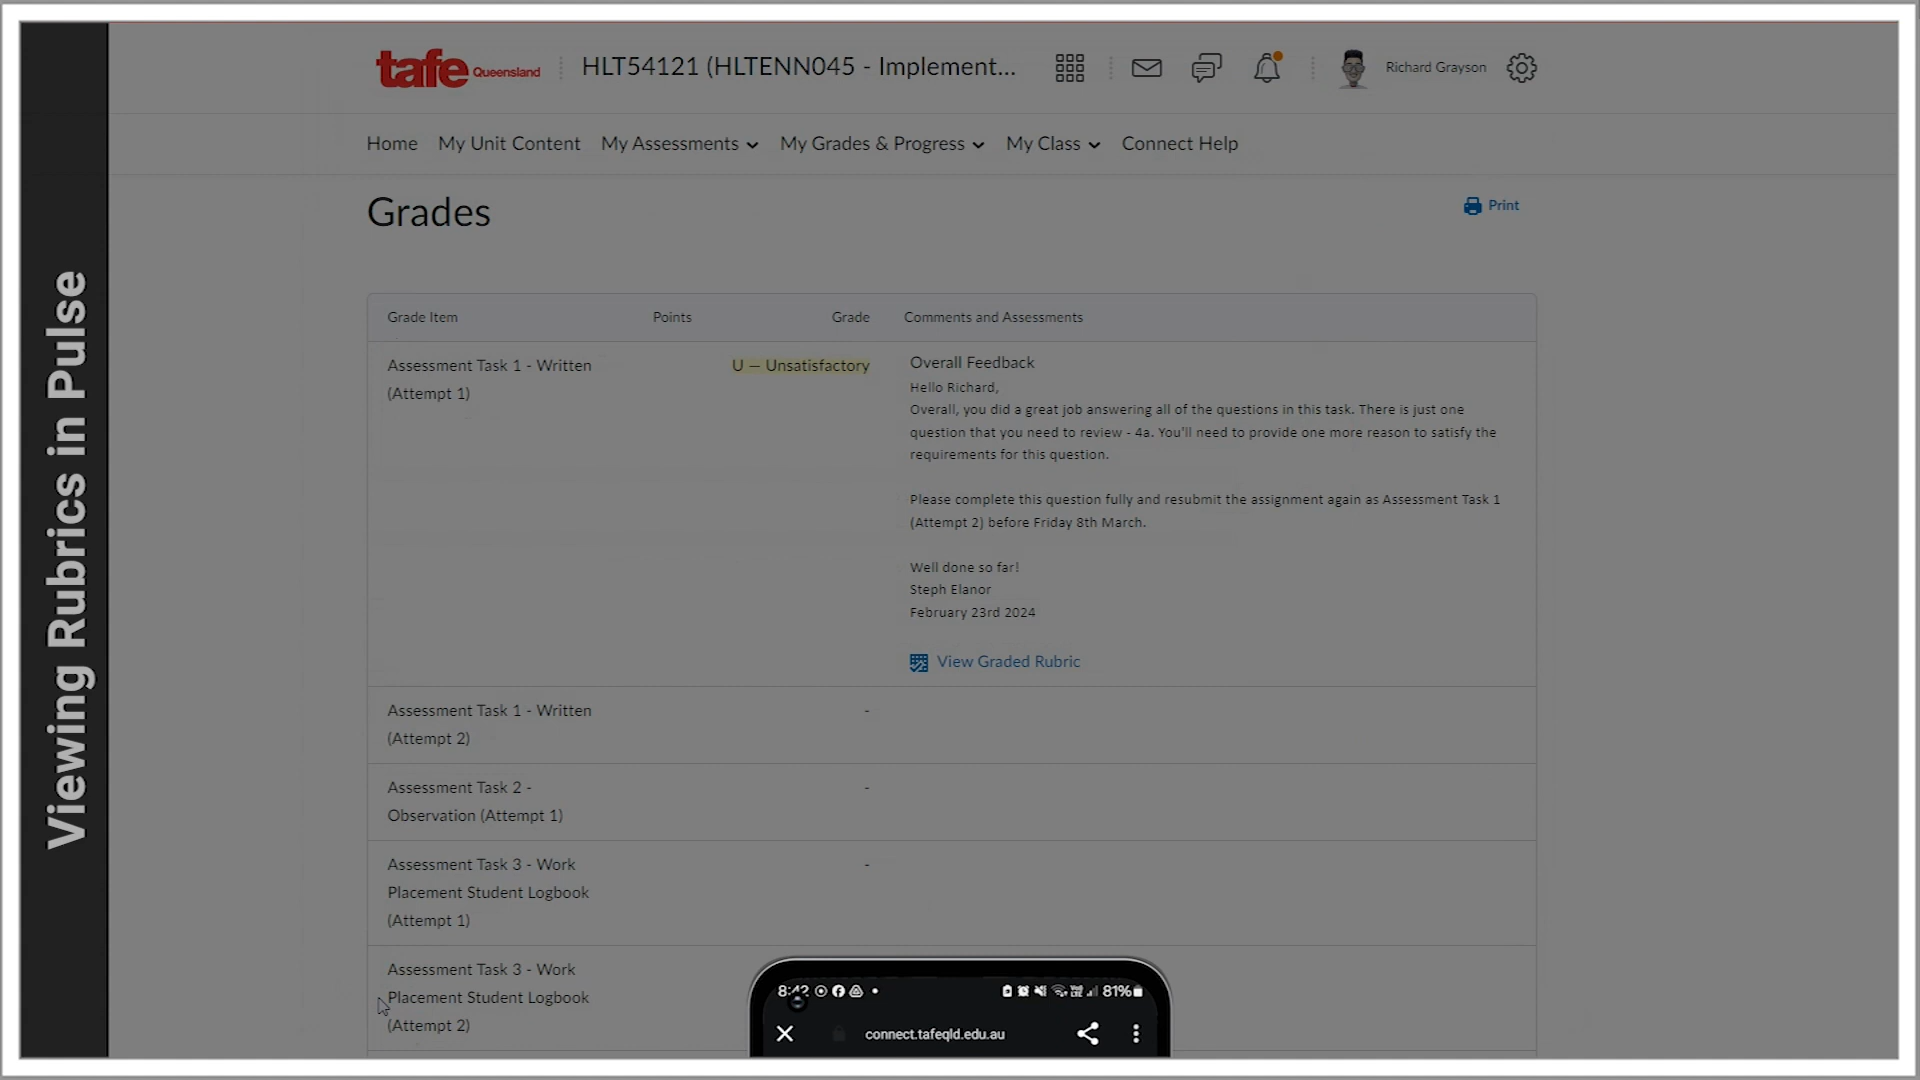 Viewing Rubrics in Pulse
tafe Queensland
HLT54121 (HLTENN045 - Implement...
Richard Grayson
Home
My Unit Content
My Assessments
My Grades & Progress
My Class
Connect Help
Grades
Print
Grade Item
Points
Grade
Comments and Assessments
Assessment Task 1 - Written
(Attempt 1)
U — Unsatisfactory
Overall Feedback
Hello Richard,
Overall, you did a great job answering all of the questions in this task. There is just one
question that you need to review - 4a. You'll need to provide one more reason to satisfy the
requirements for this question.
Please complete this question fully and resubmit the assignment again as Assessment Task 1
(Attempt 2) before Friday 8th March.
Well done so far!
Steph Elanor
February 23rd 2024
View Graded Rubric
Assessment Task 1 - Written
(Attempt 2)
-
Assessment Task 2 -
Observation (Attempt 1)
-
Assessment Task 3 - Work
Placement Student Logbook
(Attempt 1)
-
Assessment Task 3 - Work
Placement Student Logbook
(Attempt 2)
8:42
81%
connect.tafeqld.edu.au